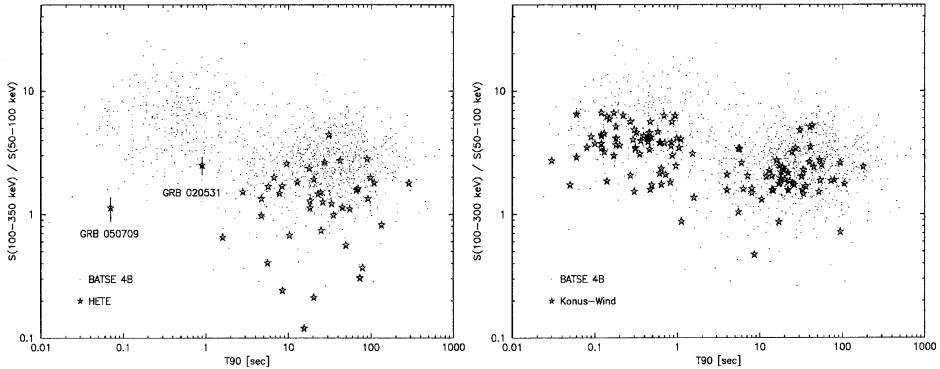 S(100-350 keV) / S(50-100 keV)
10
1
0.1
GRB 020531
GRB 050709
BATSE 4B
HETE
0.01
0.1
1
10
100
1000
T90 [sec]
S(100-300 keV) / S(50-100 keV)
10
1
0.1
BATSE 4B
Konus-Wind
0.01
0.1
1
10
100
1000
T90 [sec]